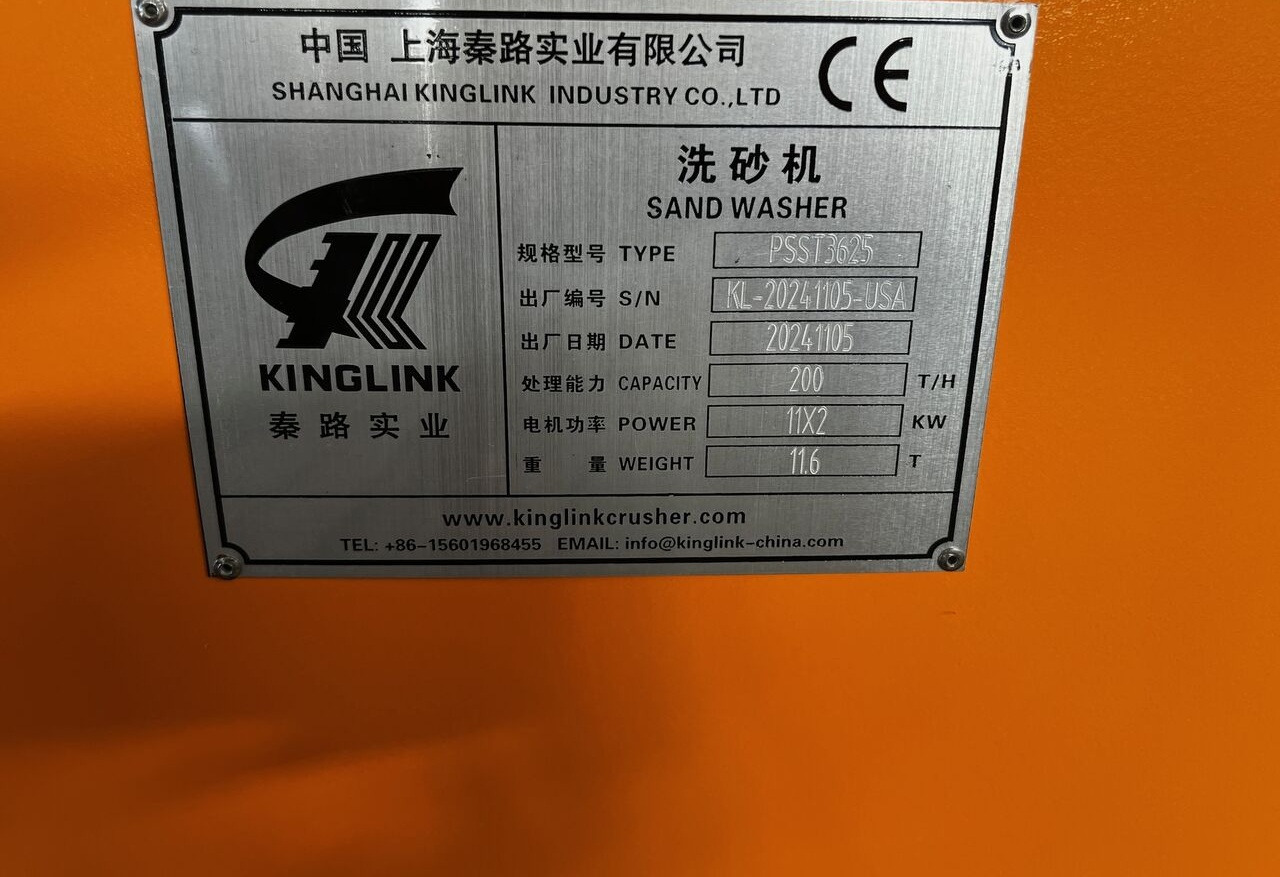 中国 上海秦路实业有限公司
SHANGHAI KINGLINK INDUSTRY CO.,LTD
CE
KINGLINK
秦路实业
洗砂机
SAND WASHER
规格型号 TYPE PSST3625
出厂编号 S/N KL-20241105-USA
出厂日期 DATE 20241105
处理能力 CAPACITY 200 T/H
电机功率 POWER 11X2 KW
重量 WEIGHT 11.6 T
www.kinglinkcrusher.com
TEL: +86-15601968455 EMAIL: info@kinglink-china.com